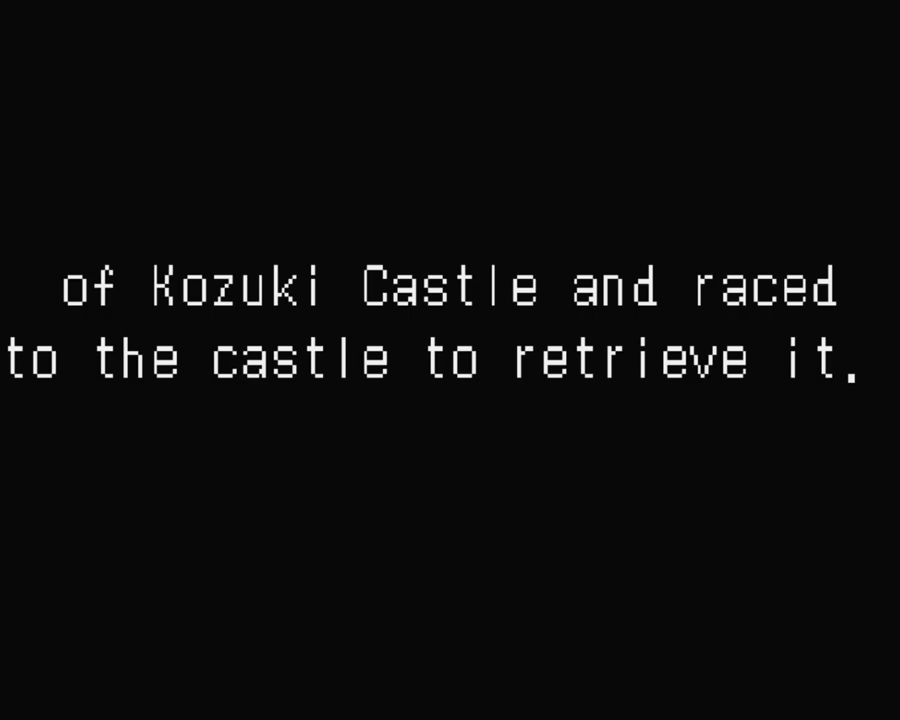 of Kozuki Castle and raced
to the castle to retrieve it.